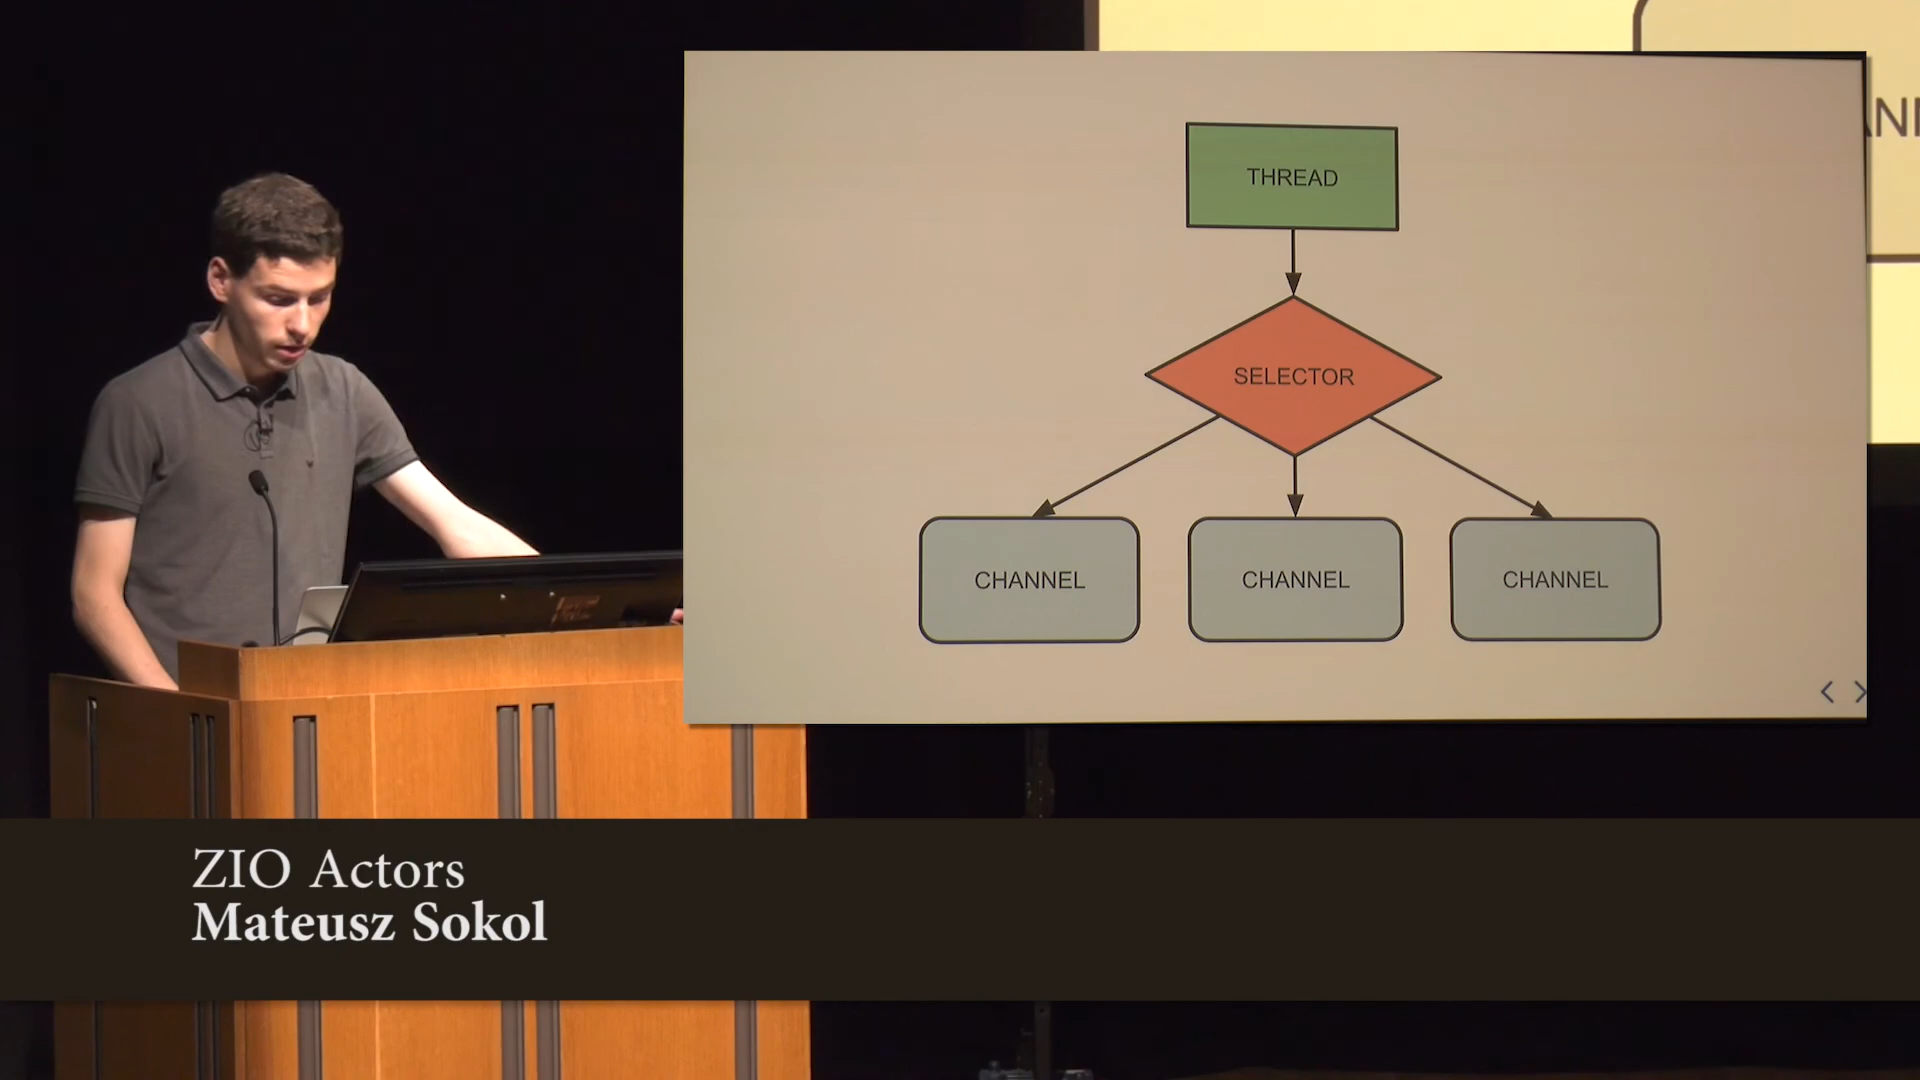 THREAD
SELECTOR
CHANNEL CHANNEL CHANNEL
ZIO Actors
Mateusz Sokol